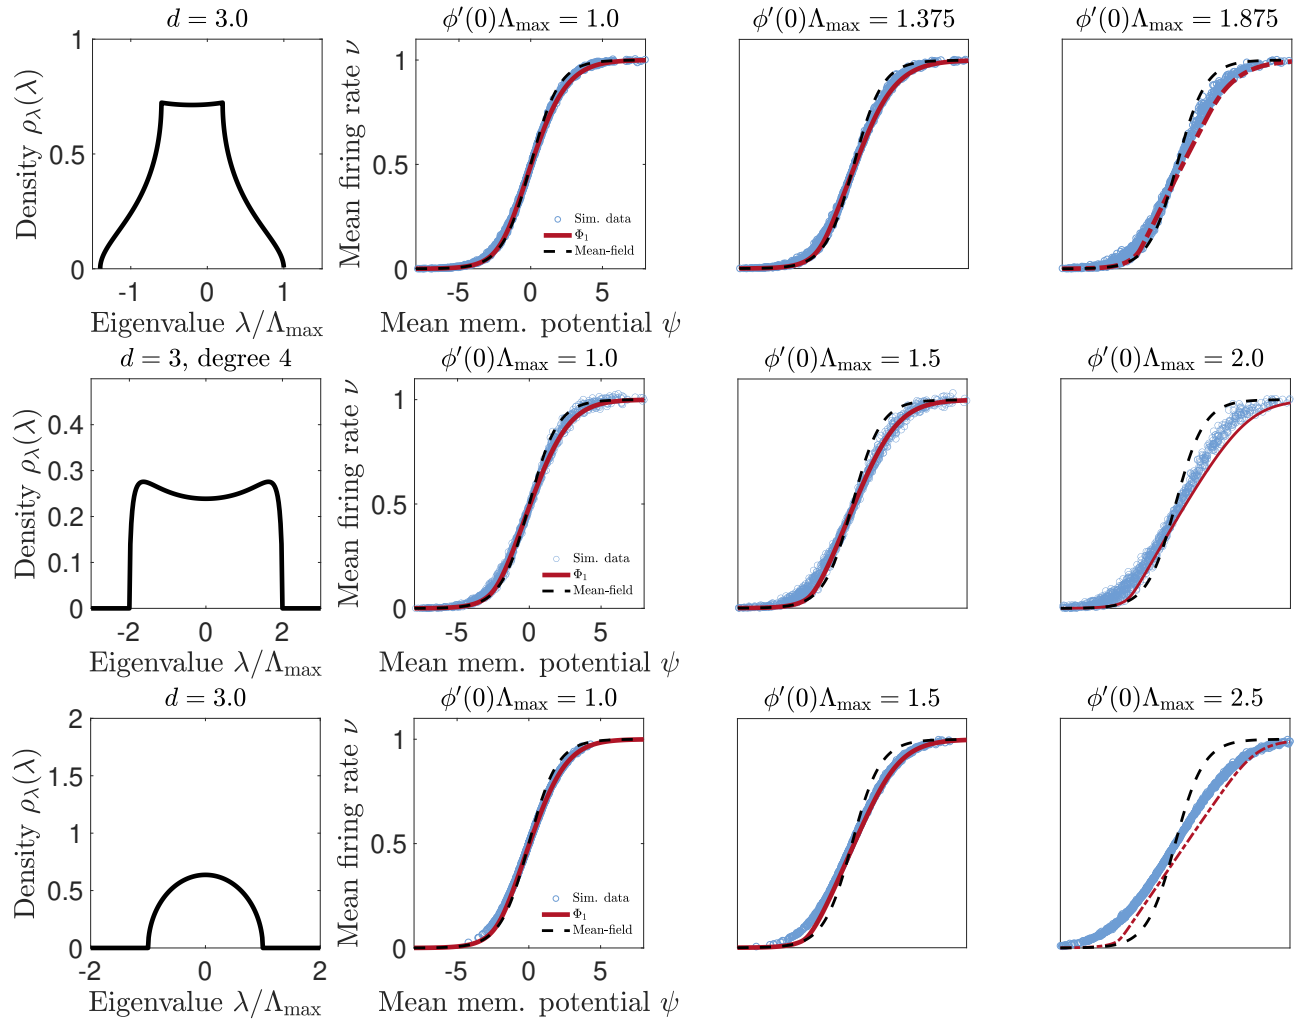 d = 3.0
ϕ′(0)Λmax = 1.0
ϕ′(0)Λmax = 1.375
ϕ′(0)Λmax = 1.875
Density ρλ(λ)
1
0.5
0
-1 0 1
Eigenvalue λ/Λmax
Mean firing rate ν
1
0.5
0
Sim. data
Φ1
Mean-field
-5 0 5
Mean mem. potential ψ
d = 3, degree 4
ϕ′(0)Λmax = 1.0
ϕ′(0)Λmax = 1.5
ϕ′(0)Λmax = 2.0
Density ρλ(λ)
0.4
0.3
0.2
0.1
0
-2 0 2
Eigenvalue λ/Λmax
Mean firing rate ν
1
0.5
0
Sim. data
Φ1
Mean-field
-5 0 5
Mean mem. potential ψ
d = 3.0
ϕ′(0)Λmax = 1.0
ϕ′(0)Λmax = 1.5
ϕ′(0)Λmax = 2.5
Density ρλ(λ)
2
1.5
1
0.5
0
-2 0 2
Eigenvalue λ/Λmax
Mean firing rate ν
1
0.5
0
Sim. data
Φ1
Mean-field
-5 0 5
Mean mem. potential ψ